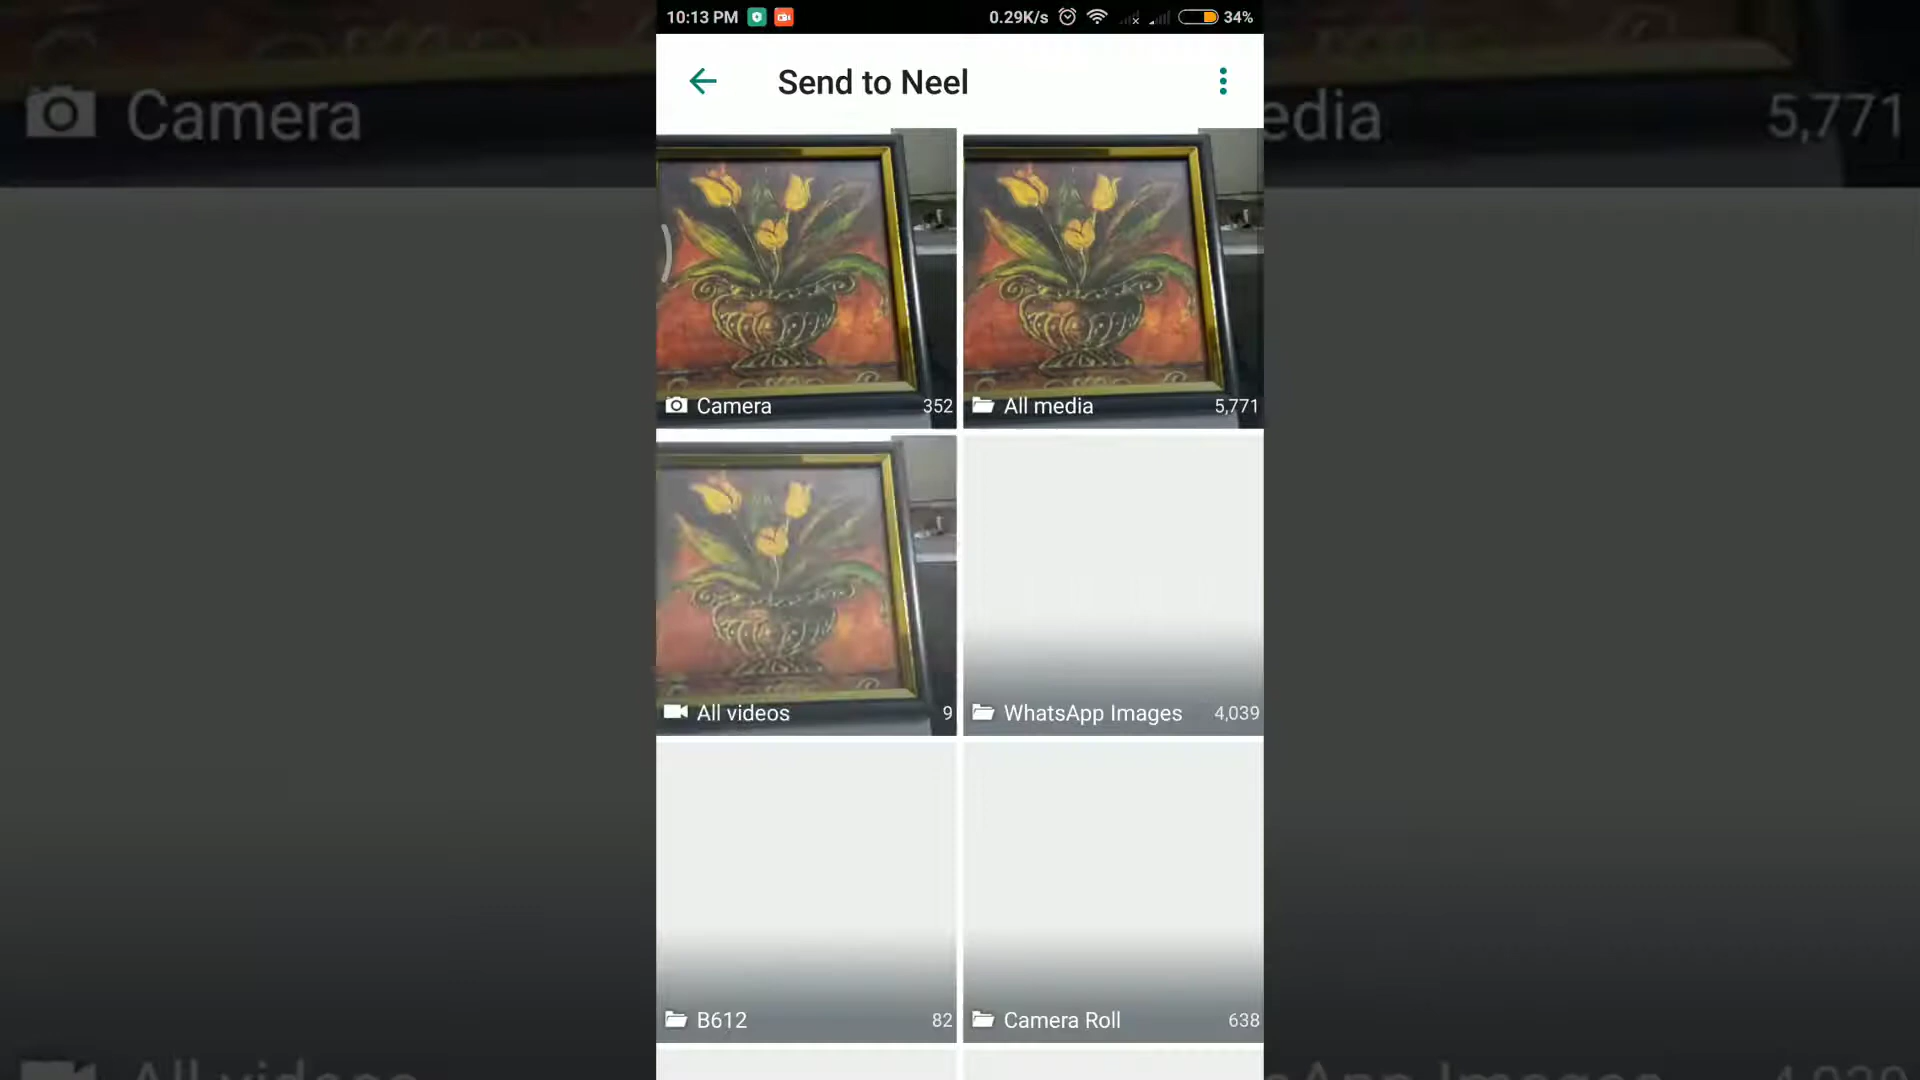 10:13 PM 0.29K/s 34%
Send to Neel
Camera 352
All media 5,771
All videos 9
WhatsApp Images 4,039
B612 82
Camera Roll 638
Camera
edia 5,771